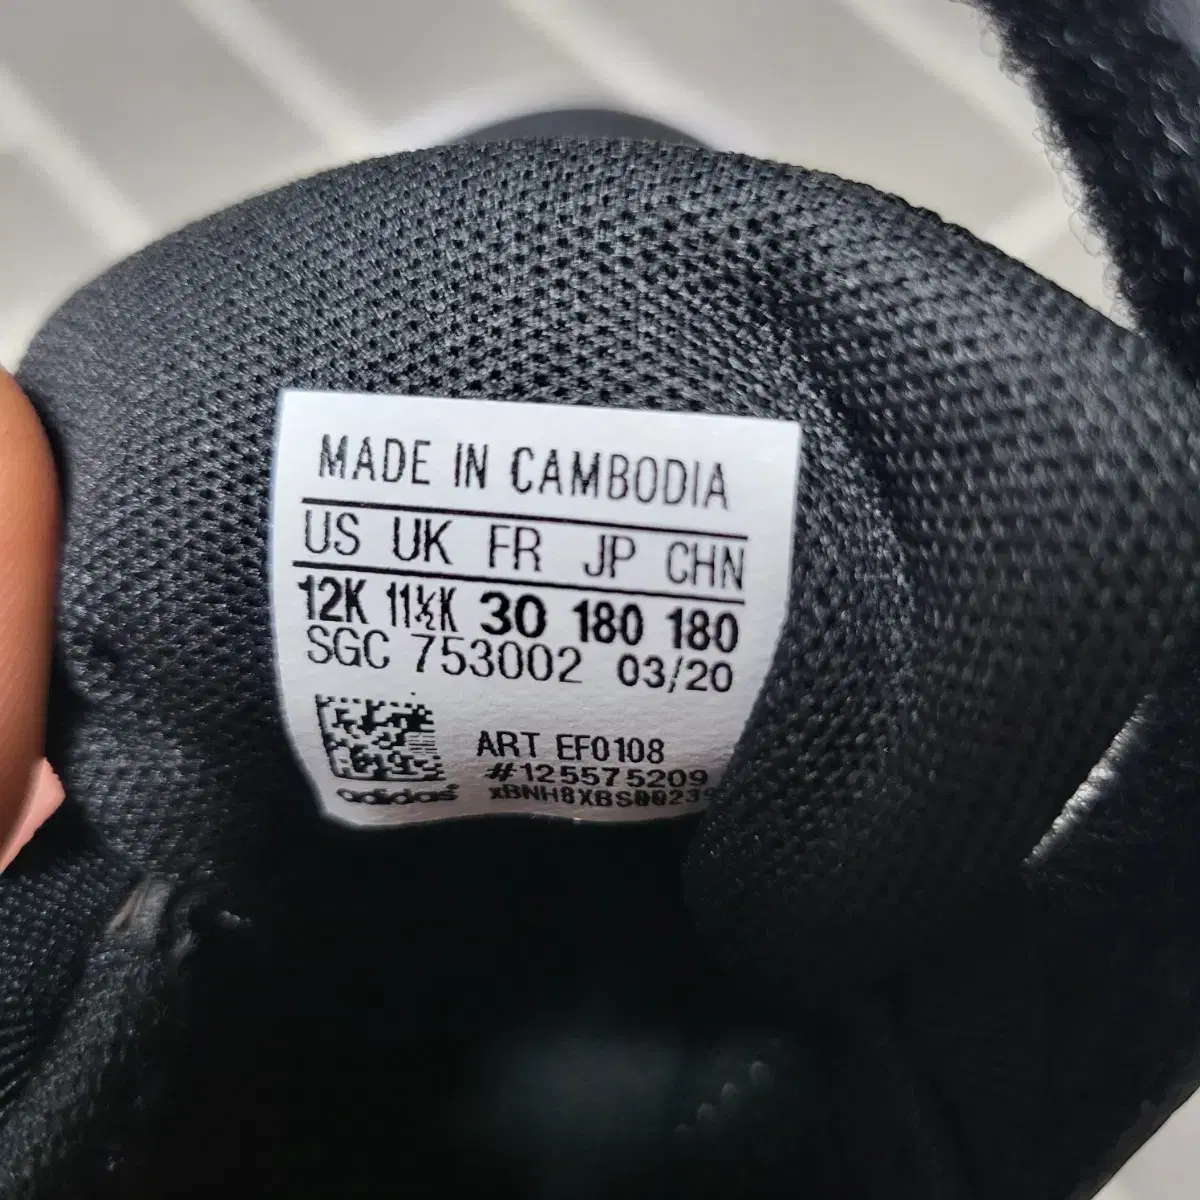 MADE IN CAMBODIA
US UK FR JP CHN
12K 11½K 30 180 180
SGC 753002 03/20
ART EF0108
#125575209
adidas